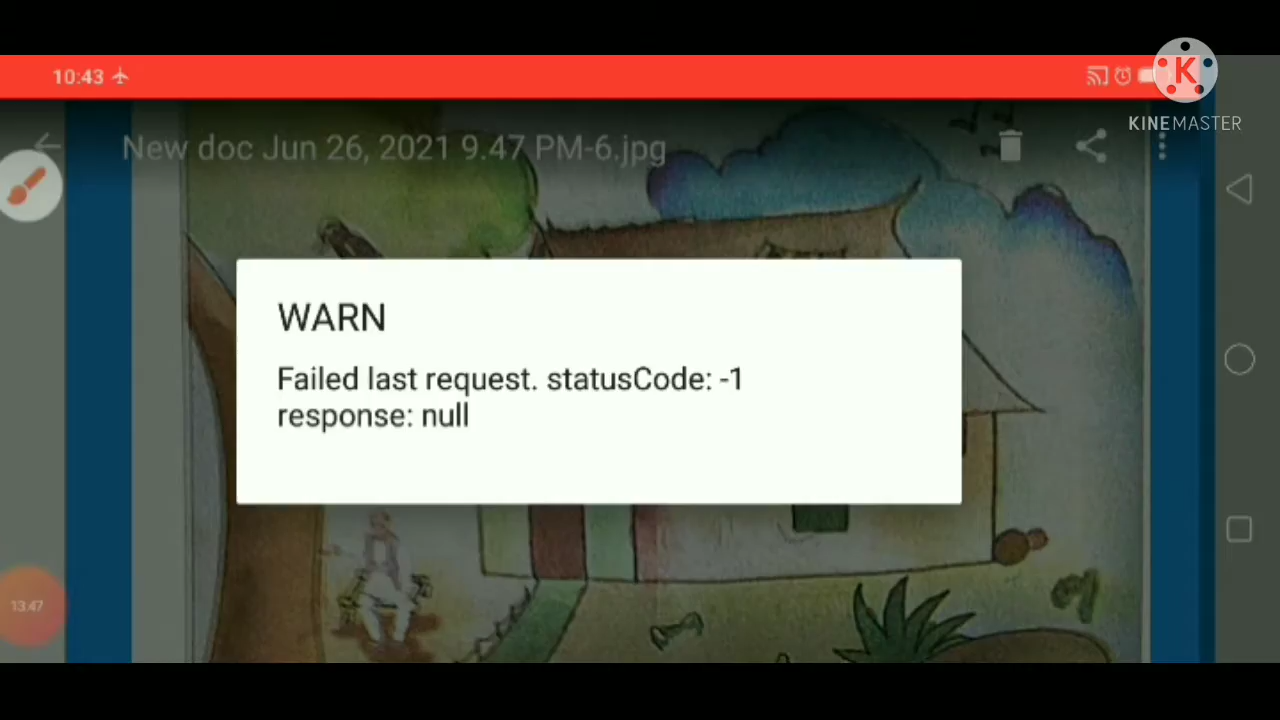 10:43
KINEMASTER
New doc Jun 26, 2021 9.47 PM-6.jpg
WARN
Failed last request. statusCode: -1
response: null
13:47